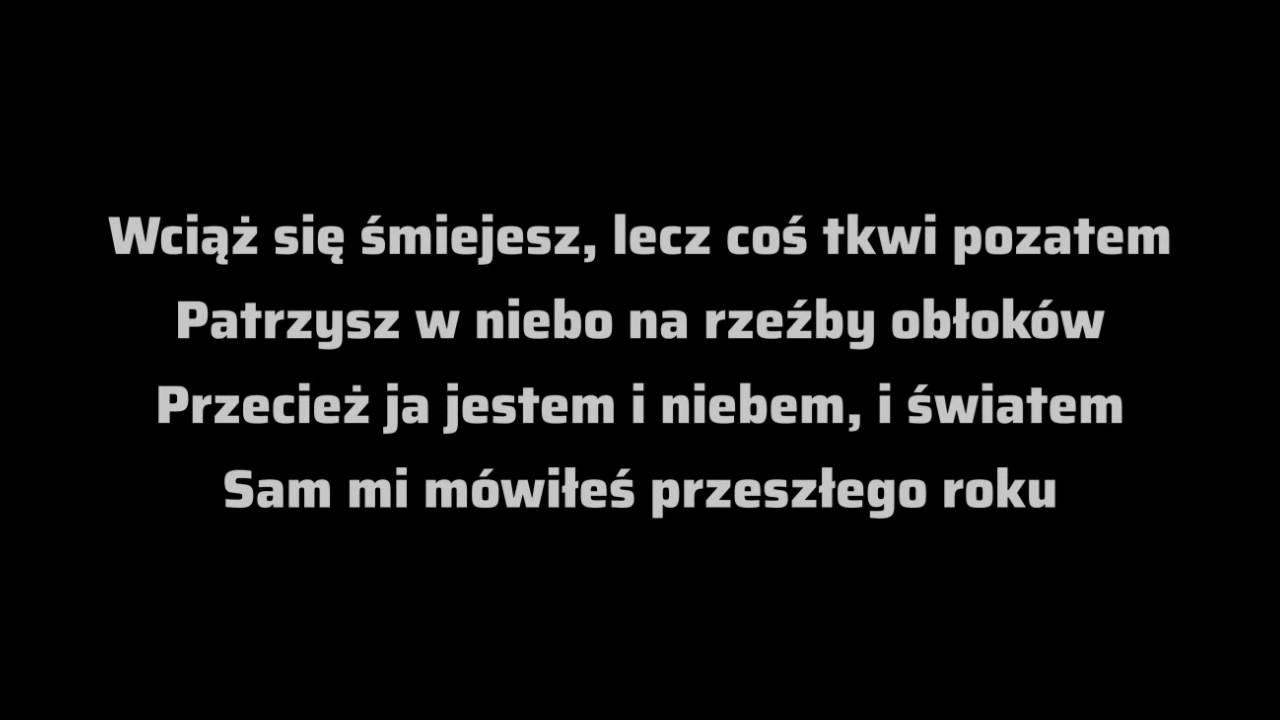 Wciąż się śmiejesz, lecz coś tkwi pozatem
Patrzysz w niebo na rzeźby obłoków
Przecież ja jestem i niebem, i światem
Sam mi mówiłeś przeszłego roku